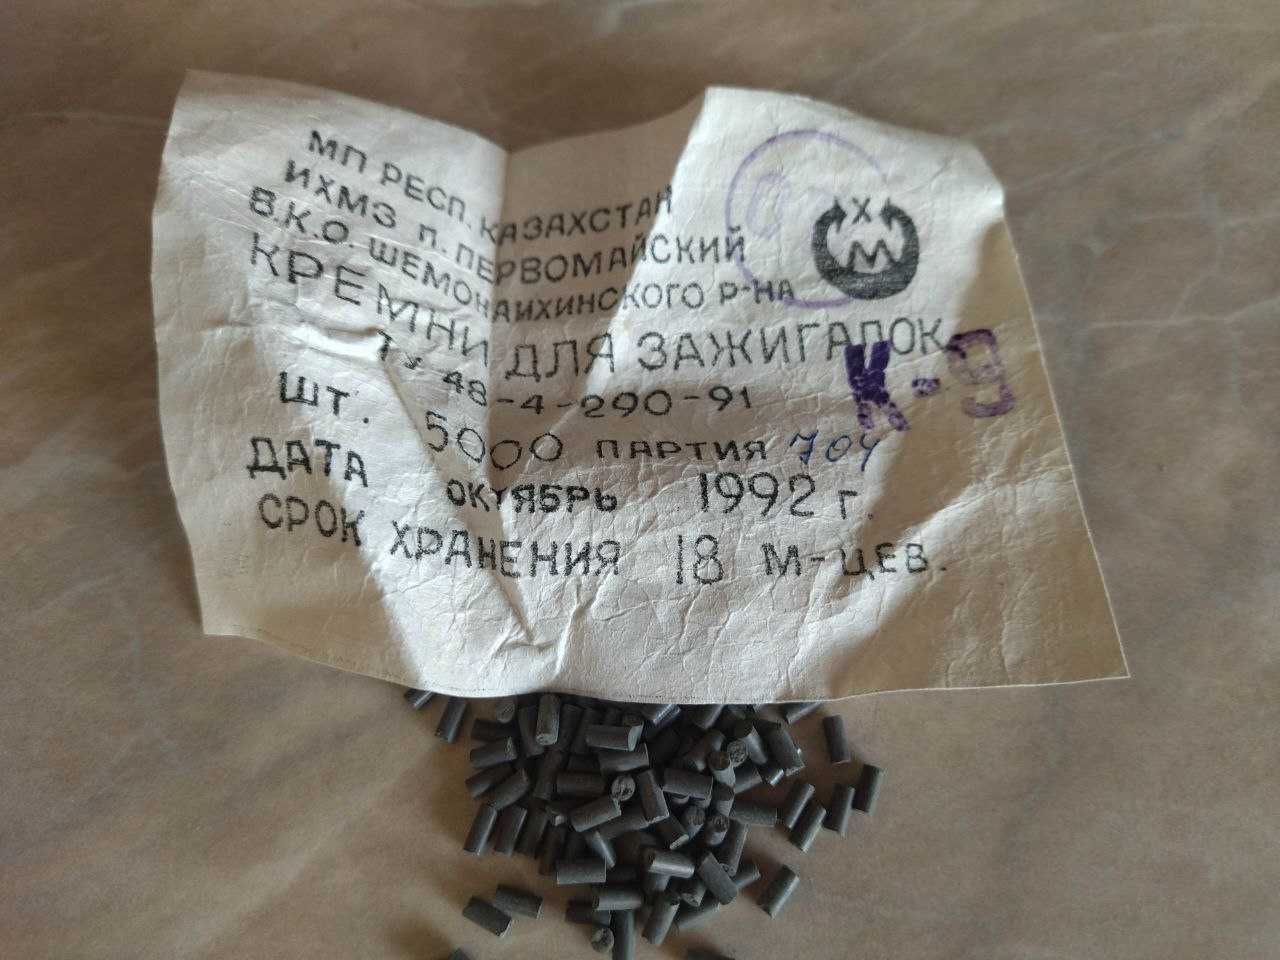 МП РЕСП. КАЗАХСТАН
ИХМЗ П. ПЕРВОМАЙСКИЙ
В.К.О. ШЕМОНАИХИНСКОГО Р-НА
КРЕМНИ ДЛЯ ЗАЖИГАЛОК
ТУ 48-4-290-91
ШТ. 5000 ПАРТИЯ 704
ДАТА ОКТЯБРЬ 1992 г.
СРОК ХРАНЕНИЯ 18 М-ЦЕВ.
Х
М
К-9